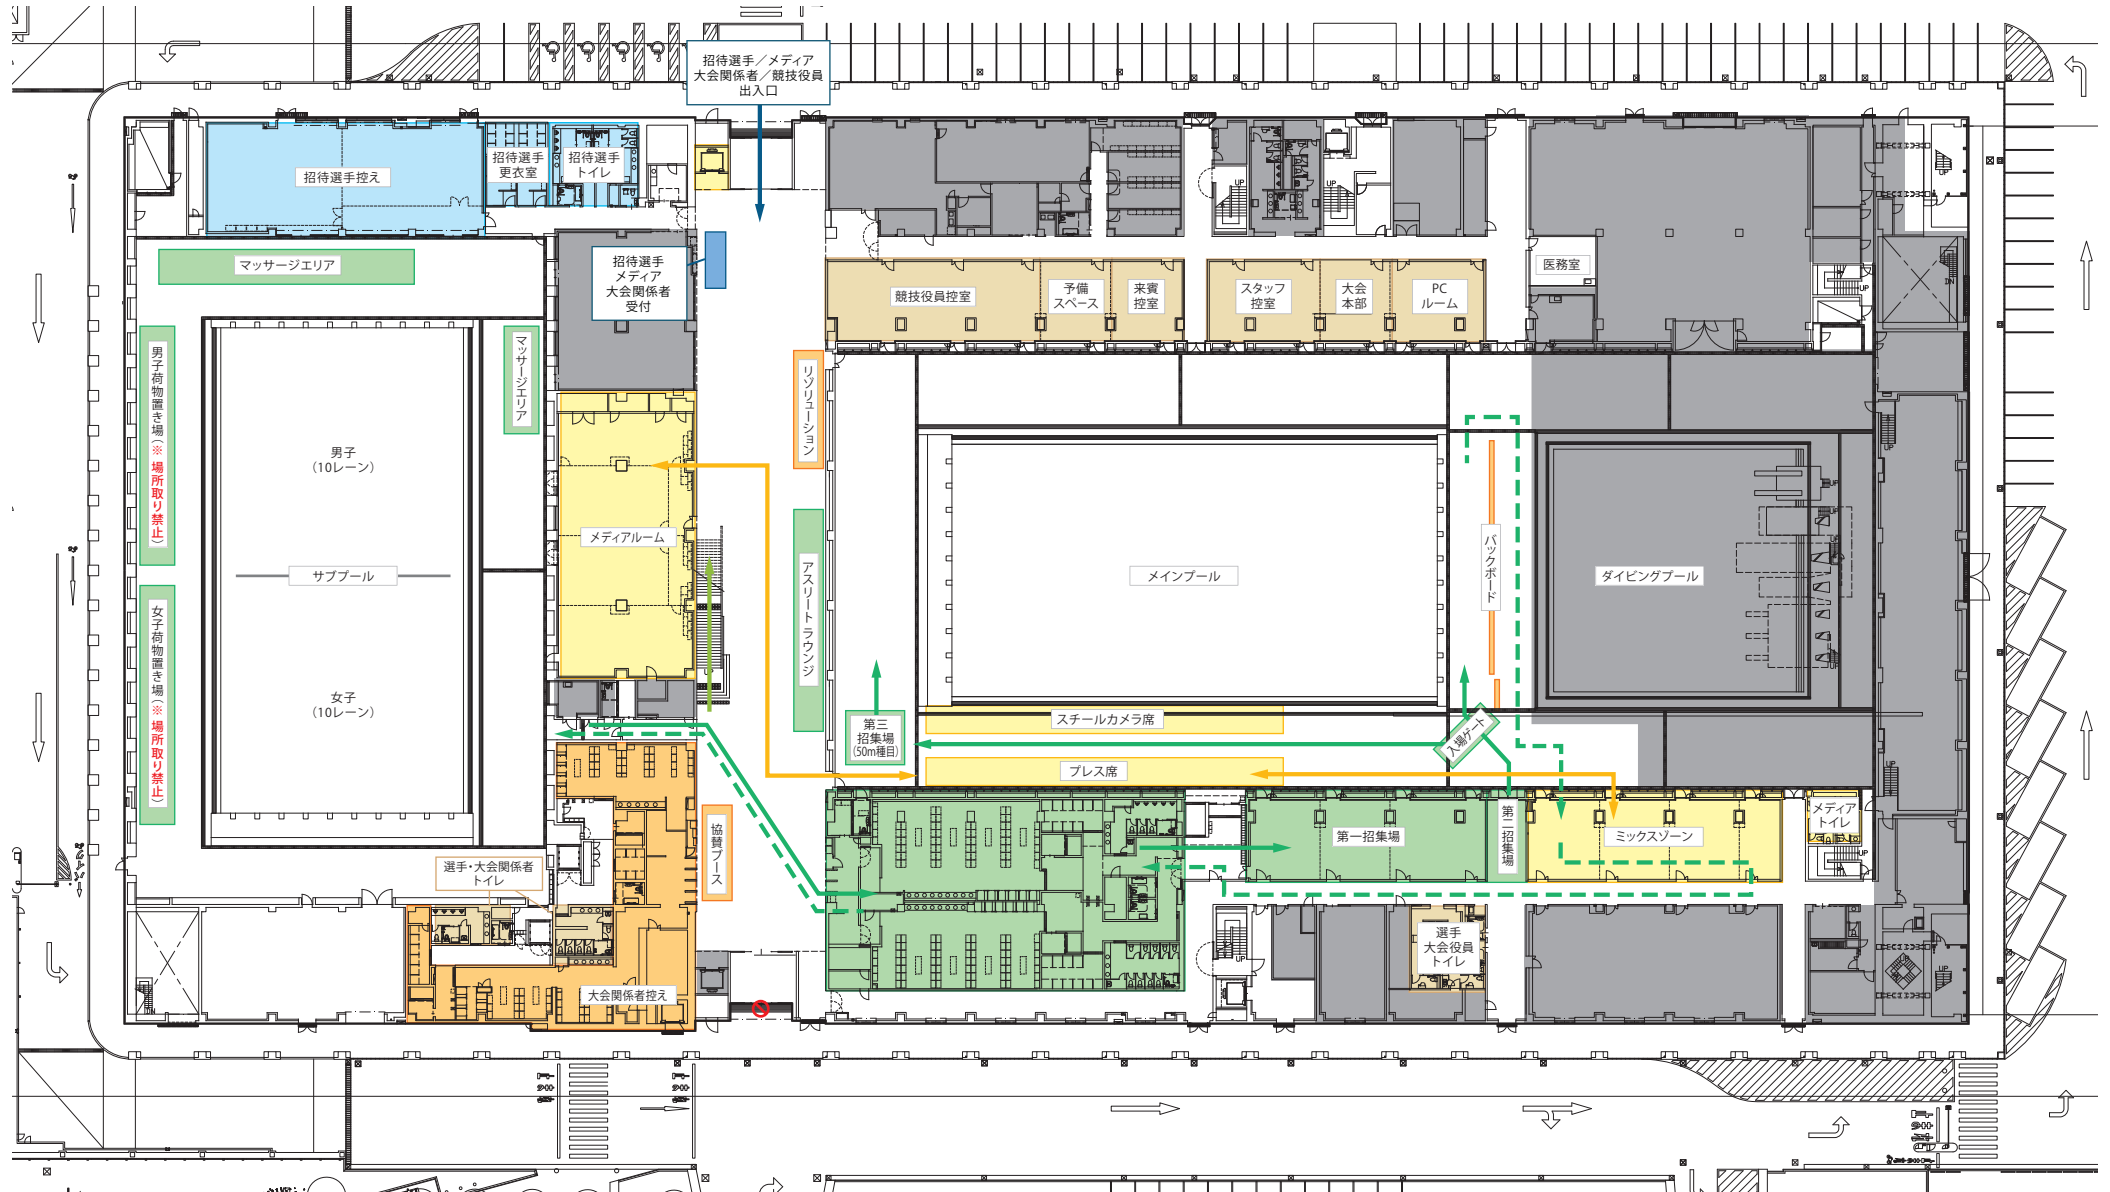 招待選手／メディア
大会関係者／競技役員
出入口
招待選手控え
招待選手
更衣室
招待選手
トイレ
マッサージエリア
招待選手
メディア
大会関係者
受付
競技役員控室
予備
スペース
来賓
控室
スタッフ
控室
大会
本部
PC
ルーム
医務室
男子荷物置き場（※ 場所取り禁止）
マッサージエリア
リゾリューション
男子
（10レーン）
サブプール
女子
（10レーン）
女子荷物置き場（※ 場所取り禁止）
メディアルーム
アスリートラウンジ
メインプール
バックボード
ダイビングプール
第三
招集場
（50m種目）
スチールカメラ席
プレス席
入場ゲート
協賛ブース
第一招集場
第二招集場
ミックスゾーン
メディア
トイレ
選手・大会関係者
トイレ
大会関係者控え
選手
大会役員
トイレ
UP
UP
UP
UP
UP
UP
UP
UP
UP
DN